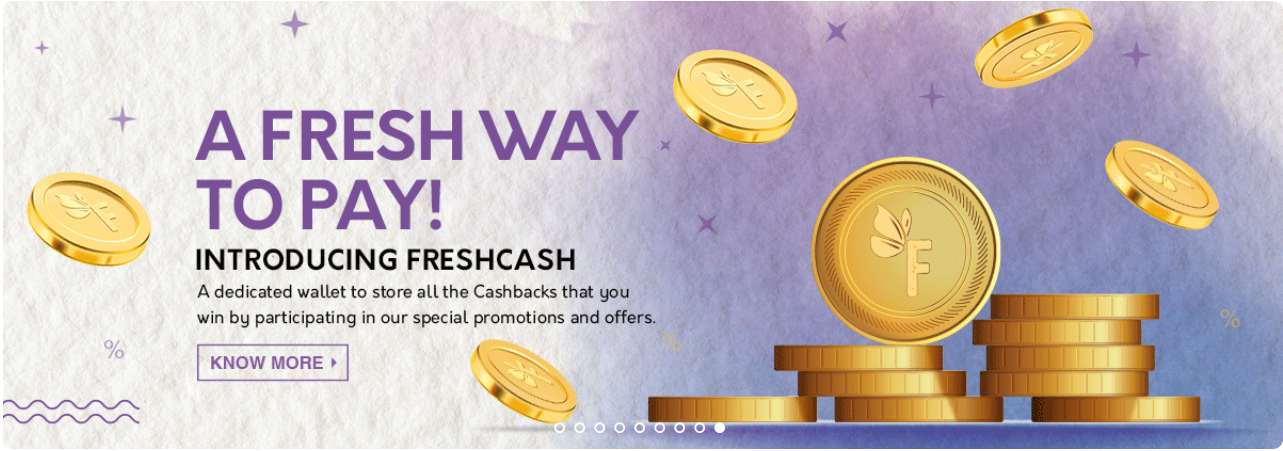 A FRESH WAY
TO PAY!
INTRODUCING FRESHCASH
A dedicated wallet to store all the Cashbacks that you
win by participating in our special promotions and offers.
KNOW MORE
F
F
F
F
F
F
%
%
%